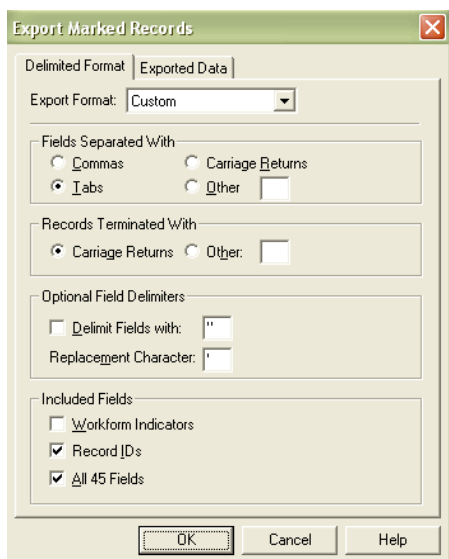 Export Marked Records
Delimited Format Exported Data
Export Format: Custom
Fields Separated With
Commas Carriage Returns
Tabs Other
Records Terminated With
Carriage Returns Other:
Optional Field Delimiters
Delimit Fields with: "
Replacement Character: '
Included Fields
Workform Indicators
Record IDs
All 45 Fields
OK Cancel Help